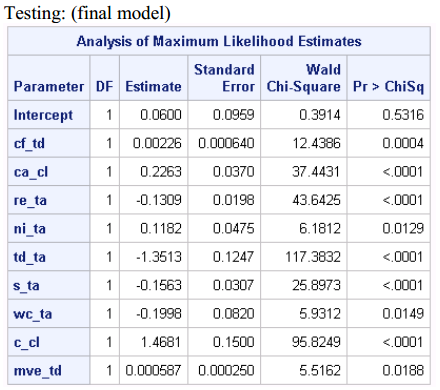 Testing: (final model)
Analysis of Maximum Likelihood Estimates
Parameter DF Estimate Standard Error Wald Chi-Square Pr > ChiSq
Intercept 1 0.0600 0.0959 0.3914 0.5316
cf_td 1 0.00226 0.000640 12.4386 0.0004
ca_cl 1 0.2263 0.0370 37.4431 <.0001
re_ta 1 -0.1309 0.0198 43.6425 <.0001
ni_ta 1 0.1182 0.0475 6.1812 0.0129
td_ta 1 -1.3513 0.1247 117.3832 <.0001
s_ta 1 -0.1563 0.0307 25.8973 <.0001
wc_ta 1 -0.1998 0.0820 5.9312 0.0149
c_cl 1 1.4681 0.1500 95.8249 <.0001
mve_td 1 0.000587 0.000250 5.5162 0.0188